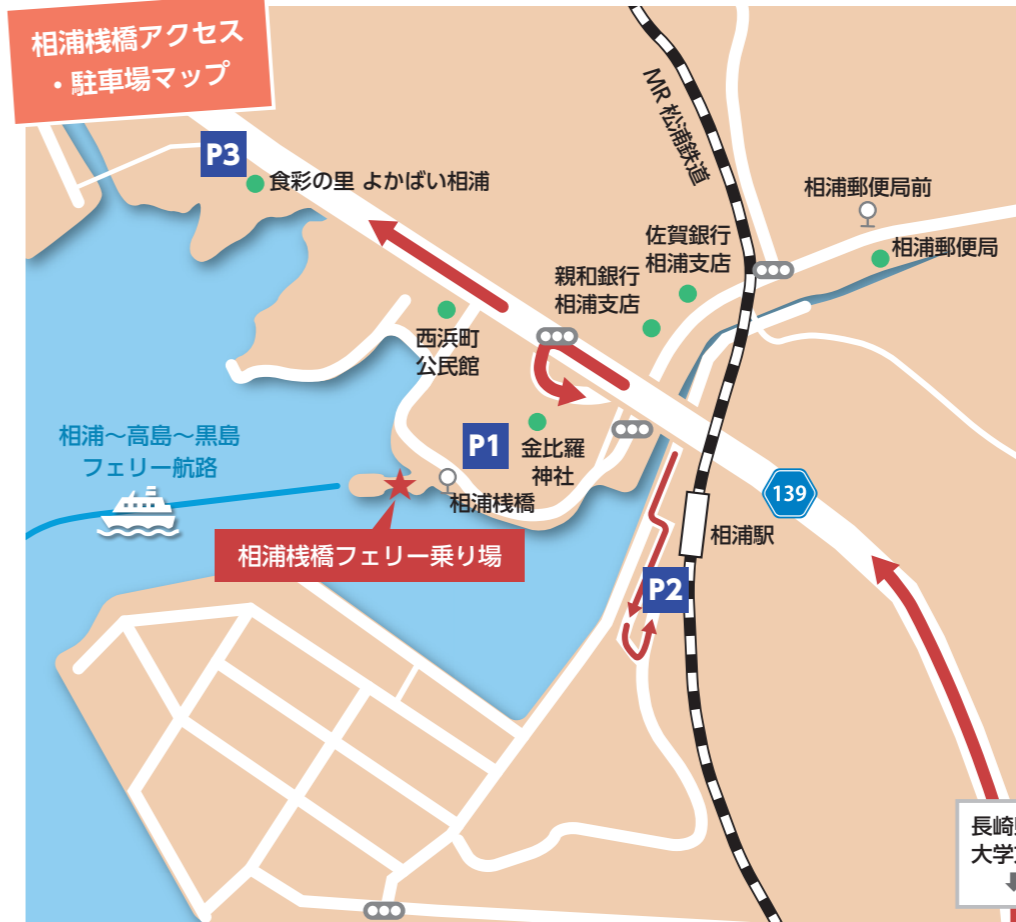 相浦桟橋アクセス
・駐車場マップ
P3
食彩の里 よかばい相浦
MR 松浦鉄道
相浦郵便局前
相浦郵便局
佐賀銀行
相浦支店
親和銀行
相浦支店
西浜町
公民館
P1
金比羅
神社
相浦～高島～黒島
フェリー航路
相浦桟橋
139
相浦駅
相浦桟橋フェリー乗り場
P2
長崎
大学